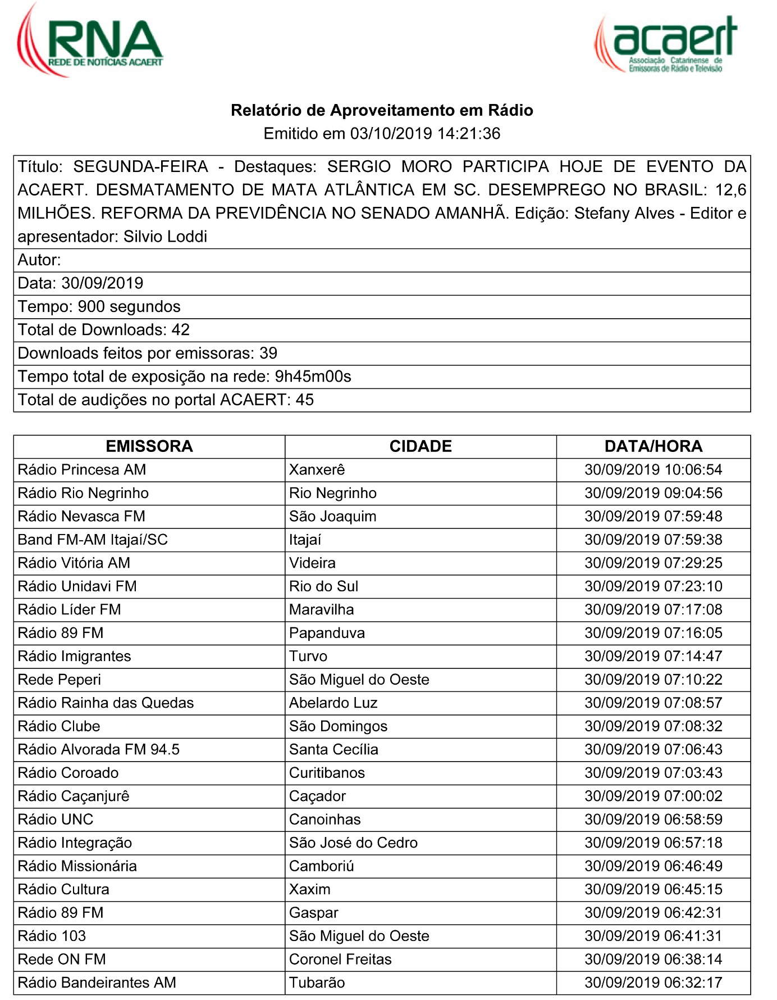 RNA
REDE DE NOTÍCIAS ACAERT
acaert
Associação Catarinense de
Emissoras de Rádio e Televisão
Relatório de Aproveitamento em Rádio
Emitido em 03/10/2019 14:21:36
Título: SEGUNDA-FEIRA - Destaques: SERGIO MORO PARTICIPA HOJE DE EVENTO DA
ACAERT. DESMATAMENTO DE MATA ATLÂNTICA EM SC. DESEMPREGO NO BRASIL: 12,6
MILHÕES. REFORMA DA PREVIDÊNCIA NO SENADO AMANHÃ. Edição: Stefany Alves - Editor e
apresentador: Silvio Loddi
Autor:
Data: 30/09/2019
Tempo: 900 segundos
Total de Downloads: 42
Downloads feitos por emissoras: 39
Tempo total de exposição na rede: 9h45m00s
Total de audições no portal ACAERT: 45
EMISSORA CIDADE DATA/HORA
Rádio Princesa AM Xanxerê 30/09/2019 10:06:54
Rádio Rio Negrinho Rio Negrinho 30/09/2019 09:04:56
Rádio Nevasca FM São Joaquim 30/09/2019 07:59:48
Band FM-AM Itajaí/SC Itajaí 30/09/2019 07:59:38
Rádio Vitória AM Videira 30/09/2019 07:29:25
Rádio Unidavi FM Rio do Sul 30/09/2019 07:23:10
Rádio Líder FM Maravilha 30/09/2019 07:17:08
Rádio 89 FM Papanduva 30/09/2019 07:16:05
Rádio Imigrantes Turvo 30/09/2019 07:14:47
Rede Peperi São Miguel do Oeste 30/09/2019 07:10:22
Rádio Rainha das Quedas Abelardo Luz 30/09/2019 07:08:57
Rádio Clube São Domingos 30/09/2019 07:08:32
Rádio Alvorada FM 94.5 Santa Cecília 30/09/2019 07:06:43
Rádio Coroado Curitibanos 30/09/2019 07:03:43
Rádio Caçanjurê Caçador 30/09/2019 07:00:02
Rádio UNC Canoinhas 30/09/2019 06:58:59
Rádio Integração São José do Cedro 30/09/2019 06:57:18
Rádio Missionária Camboriú 30/09/2019 06:46:49
Rádio Cultura Xaxim 30/09/2019 06:45:15
Rádio 89 FM Gaspar 30/09/2019 06:42:31
Rádio 103 São Miguel do Oeste 30/09/2019 06:41:31
Rede ON FM Coronel Freitas 30/09/2019 06:38:14
Rádio Bandeirantes AM Tubarão 30/09/2019 06:32:17